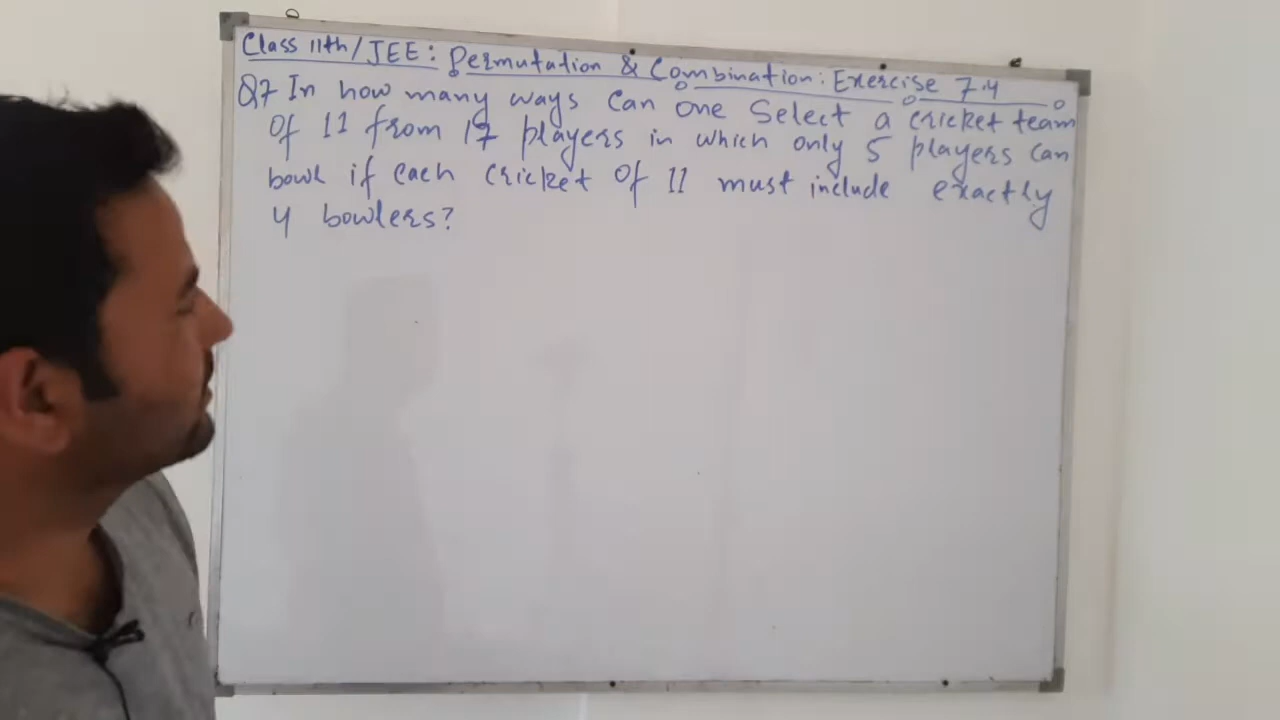 Class 11th/JEE: Permutation & Combination: Exercise 7.4
Q7 In how many ways can one select a cricket team
of 11 from 17 players in which only 5 players can
bowl if each cricket of 11 must include exactly
4 bowlers?